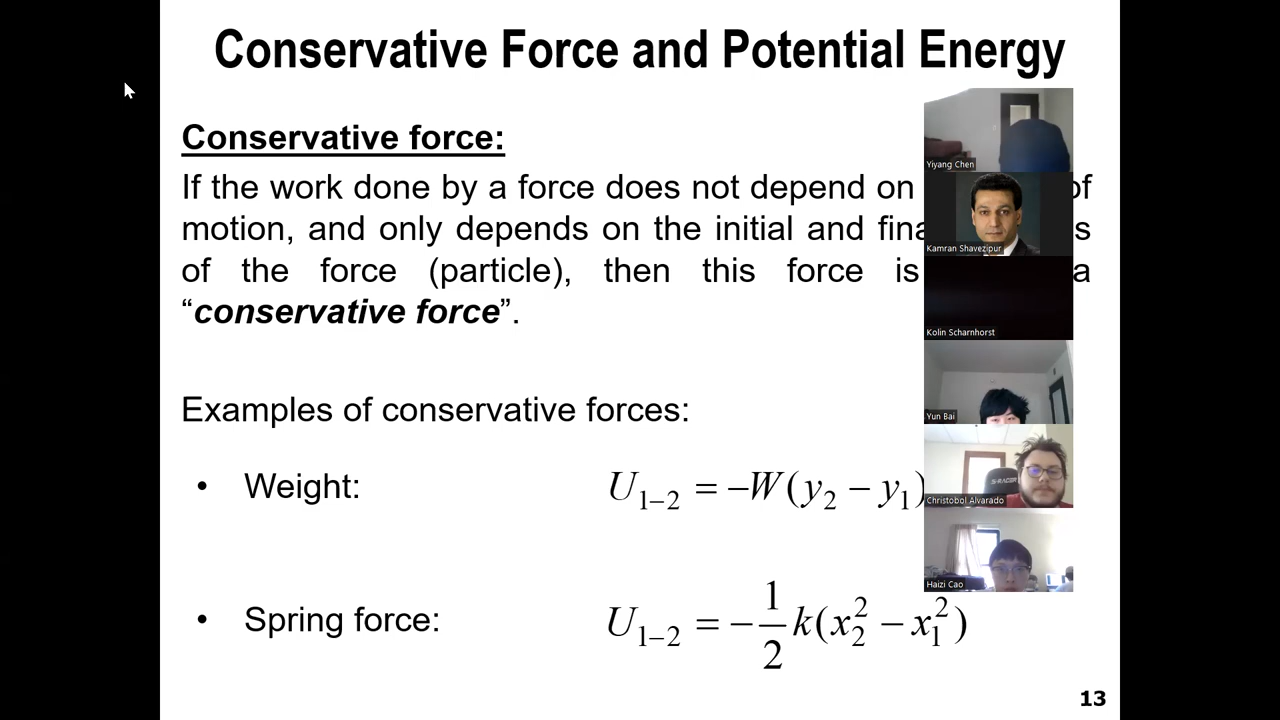 Conservative Force and Potential Energy
Conservative force:
If the work done by a force does not depend on of
motion, and only depends on the initial and fina s
of the force (particle), then this force is a
“conservative force”.
Examples of conservative forces:
• Weight: U₁₋₂ = −W(y₂ − y₁)
• Spring force: U₁₋₂ = −1/2 k(x₂² − x₁²)
13
Yiyang Chen
Kamran Shavezipur
Kolin Scharnhorst
Yun Bai
S-RACER
Christobol Alvarado
Haizi Cao